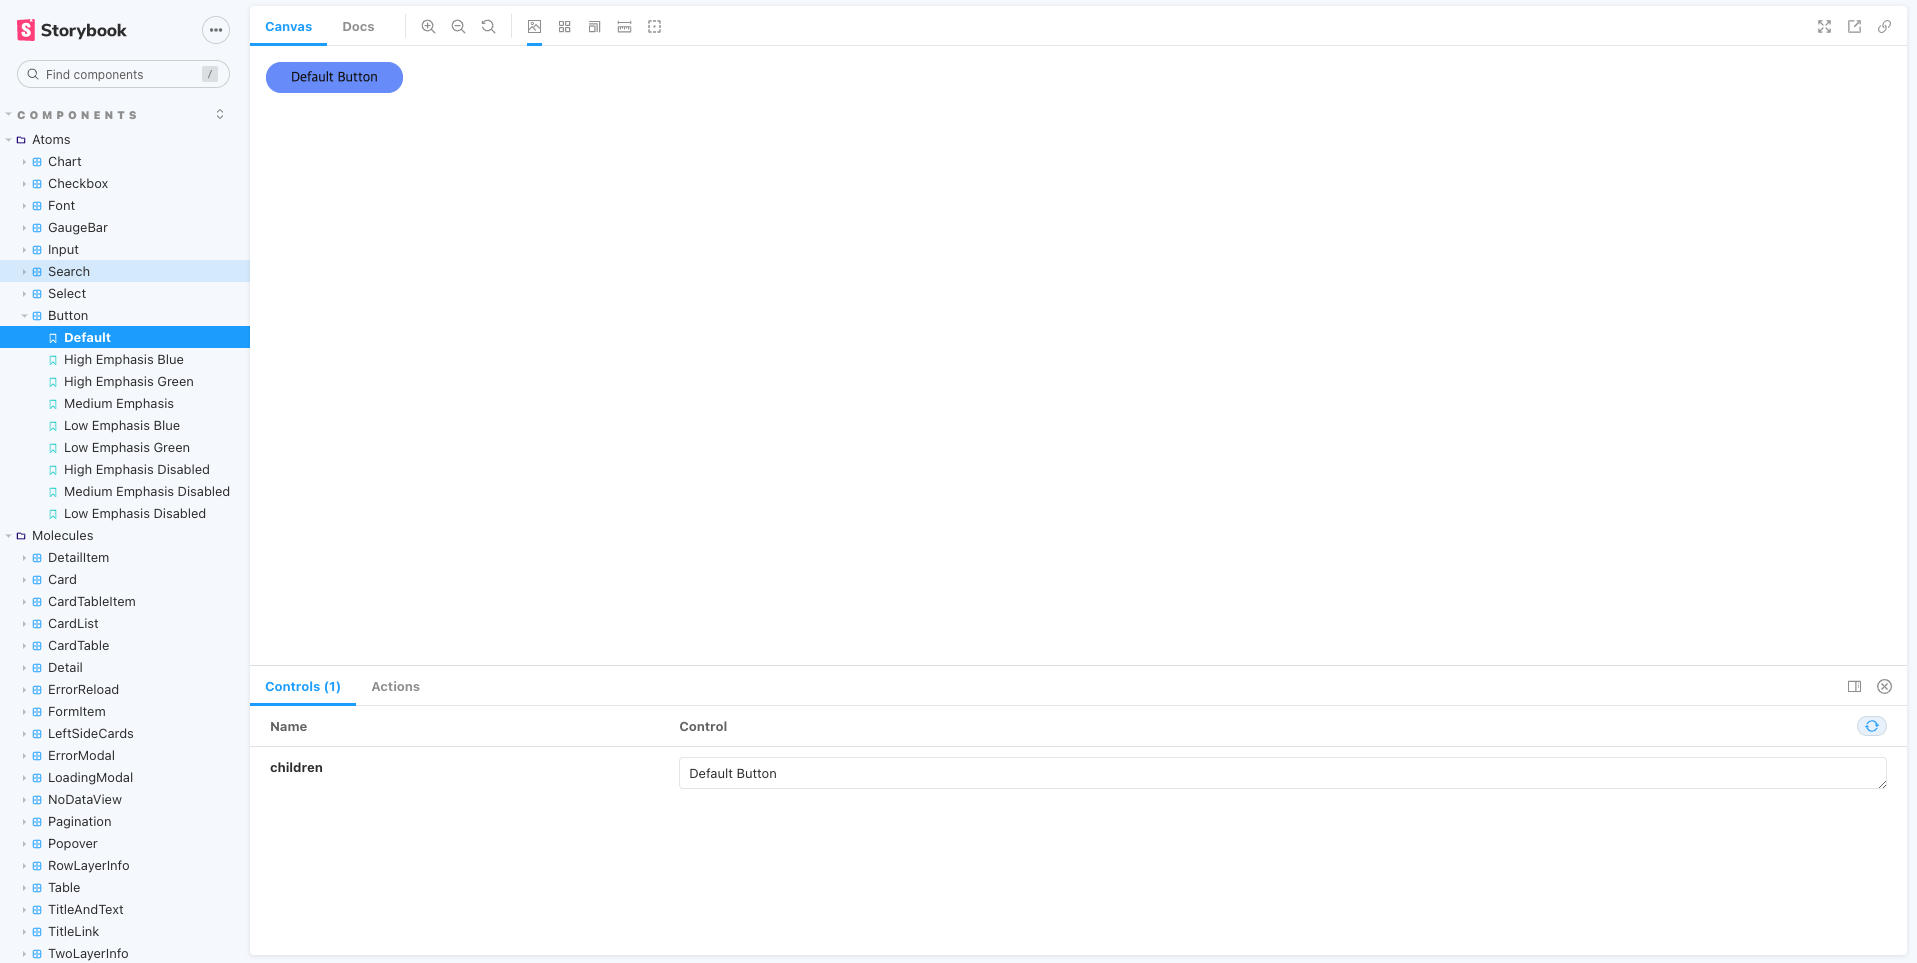 Storybook
Find components
/
COMPONENTS
Atoms
Chart
Checkbox
Font
GaugeBar
Input
Search
Select
Button
Default
High Emphasis Blue
High Emphasis Green
Medium Emphasis
Low Emphasis Blue
Low Emphasis Green
High Emphasis Disabled
Medium Emphasis Disabled
Low Emphasis Disabled
Molecules
DetailItem
Card
CardTableItem
CardList
CardTable
Detail
ErrorReload
FormItem
LeftSideCards
ErrorModal
LoadingModal
NoDataView
Pagination
Popover
RowLayerInfo
Table
TitleAndText
TitleLink
TwoLayerInfo
Canvas Docs
Default Button
Controls (1) Actions
Name Control
children Default Button